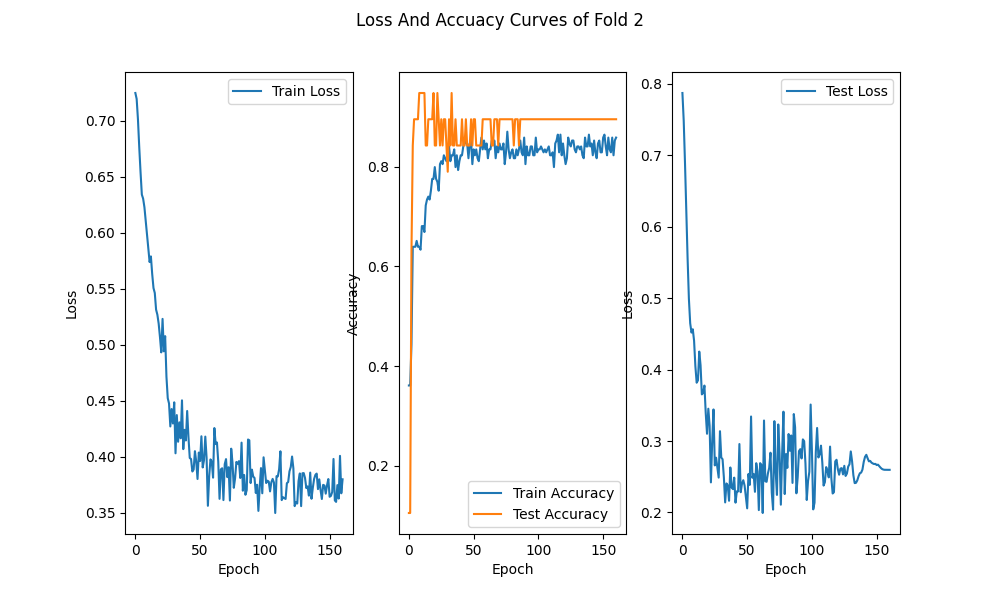 Loss And Accuacy Curves of Fold 2
Train Loss
0.70
0.65
0.60
0.55
0.50
0.45
0.40
0.35
Loss
0
50
100
150
Epoch
0.8
0.6
0.4
0.2
Accuracy
Train Accuracy
Test Accuracy
0
50
100
150
Epoch
Test Loss
0.8
0.7
0.6
0.5
0.4
0.3
0.2
Loss
0
50
100
150
Epoch